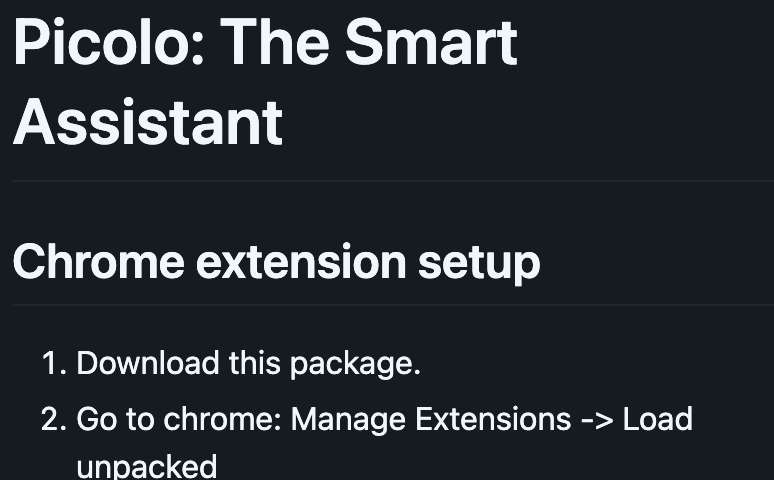 Picolo: The Smart
Assistant
Chrome extension setup
1. Download this package.
2. Go to chrome: Manage Extensions -> Load
unpacked